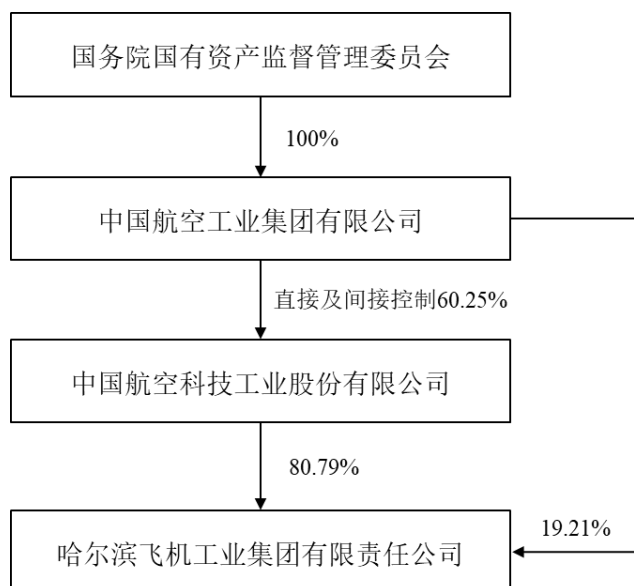 国务院国有资产监督管理委员会
100%
中国航空工业集团有限公司
直接及间接控制60.25%
中国航空科技工业股份有限公司
80.79%
19.21%
哈尔滨飞机工业集团有限责任公司